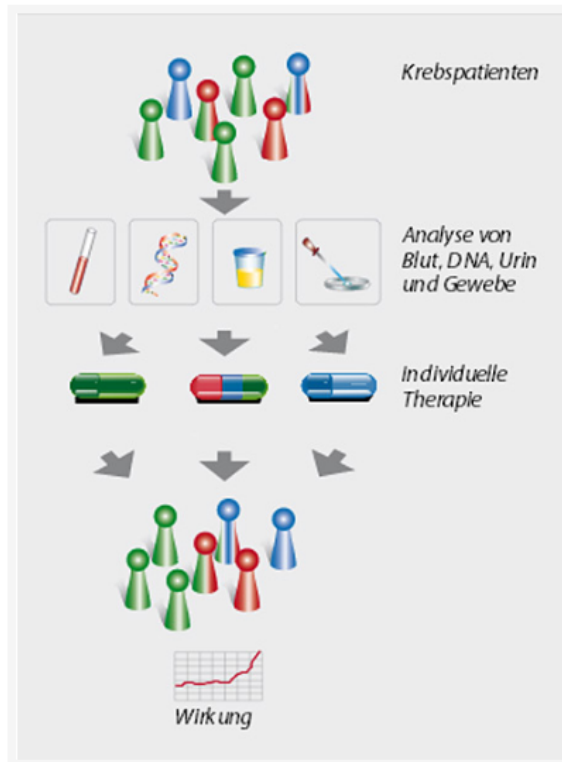 Krebspatienten
Analyse von
Blut, DNA, Urin
und Gewebe
Individuelle
Therapie
Wirkung